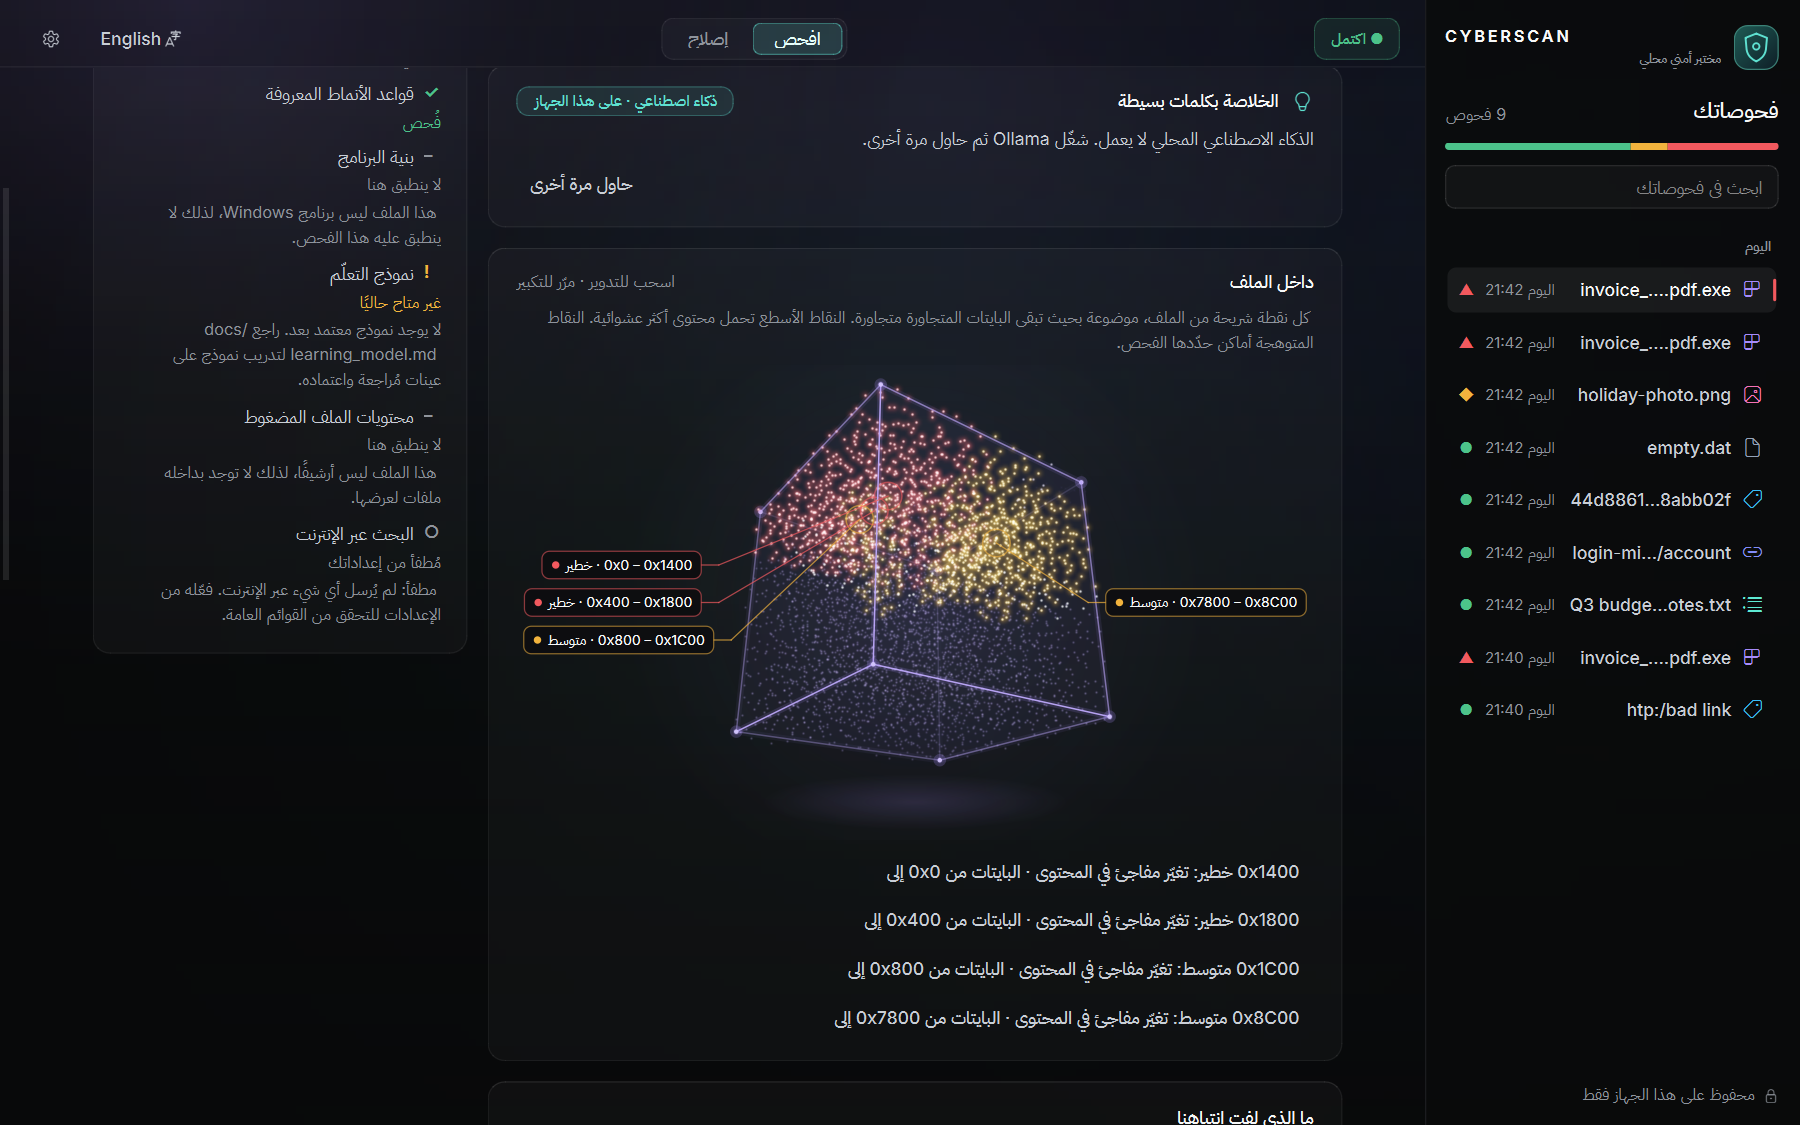 CYBERSCAN
مختبر أمني محلي
فحوصاتك
9 فحوص
ابحث في فحوصاتك
اليوم
invoice_....pdf.exe اليوم 21:42
invoice_....pdf.exe اليوم 21:42
holiday-photo.png اليوم 21:42
empty.dat اليوم 21:42
44d8861...8abb02f اليوم 21:42
login-mi.../account اليوم 21:42
Q3 budge...otes.txt اليوم 21:42
invoice_....pdf.exe اليوم 21:40
htp:/bad link اليوم 21:40
محفوظ على هذا الجهاز فقط
اكتمل
افحص
إصلاح
English
الخلاصة بكلمات بسيطة
ذكاء اصطناعي · على هذا الجهاز
الذكاء الاصطناعي المحلي لا يعمل. شغّل Ollama ثم حاول مرة أخرى.
حاول مرة أخرى
داخل الملف
اسحب للتدوير · مرّر للتكبير
كل نقطة شريحة من الملف، موضوعة بحيث تبقى البايتات المتجاورة متجاورة. النقاط الأسطع تحمل محتوى أكثر عشوائية. النقاط
المتوهجة أماكن حدّدها الفحص.
خطير · 0x0 – 0x1400
خطير · 0x400 – 0x1800
متوسط · 0x800 – 0x1C00
متوسط · 0x7800 – 0x8C00
0x1400 خطير: تغيّر مفاجئ في المحتوى · البايتات من 0x0 إلى
0x1800 خطير: تغيّر مفاجئ في المحتوى · البايتات من 0x400 إلى
0x1C00 متوسط: تغيّر مفاجئ في المحتوى · البايتات من 0x800 إلى
0x8C00 متوسط: تغيّر مفاجئ في المحتوى · البايتات من 0x7800 إلى
ما الذي لفت انتباهنا
قواعد الأنماط المعروفة
فُحص
بنية البرنامج
لا ينطبق هنا
هذا الملف ليس برنامج Windows، لذلك لا
ينطبق عليه هذا الفحص.
نموذج التعلّم
غير متاح حاليًا
لا يوجد نموذج معتمد بعد. راجع docs/
learning_model.md لتدريب نموذج على
عينات مُراجعة واعتماده.
محتويات الملف المضغوط
لا ينطبق هنا
هذا الملف ليس أرشيفًا، لذلك لا توجد بداخله
ملفات لعرضها.
البحث عبر الإنترنت
مُطفأ من إعداداتك
مطفأ: لم يُرسل أي شيء عبر الإنترنت. فعّله من
الإعدادات للتحقق من القوائم العامة.